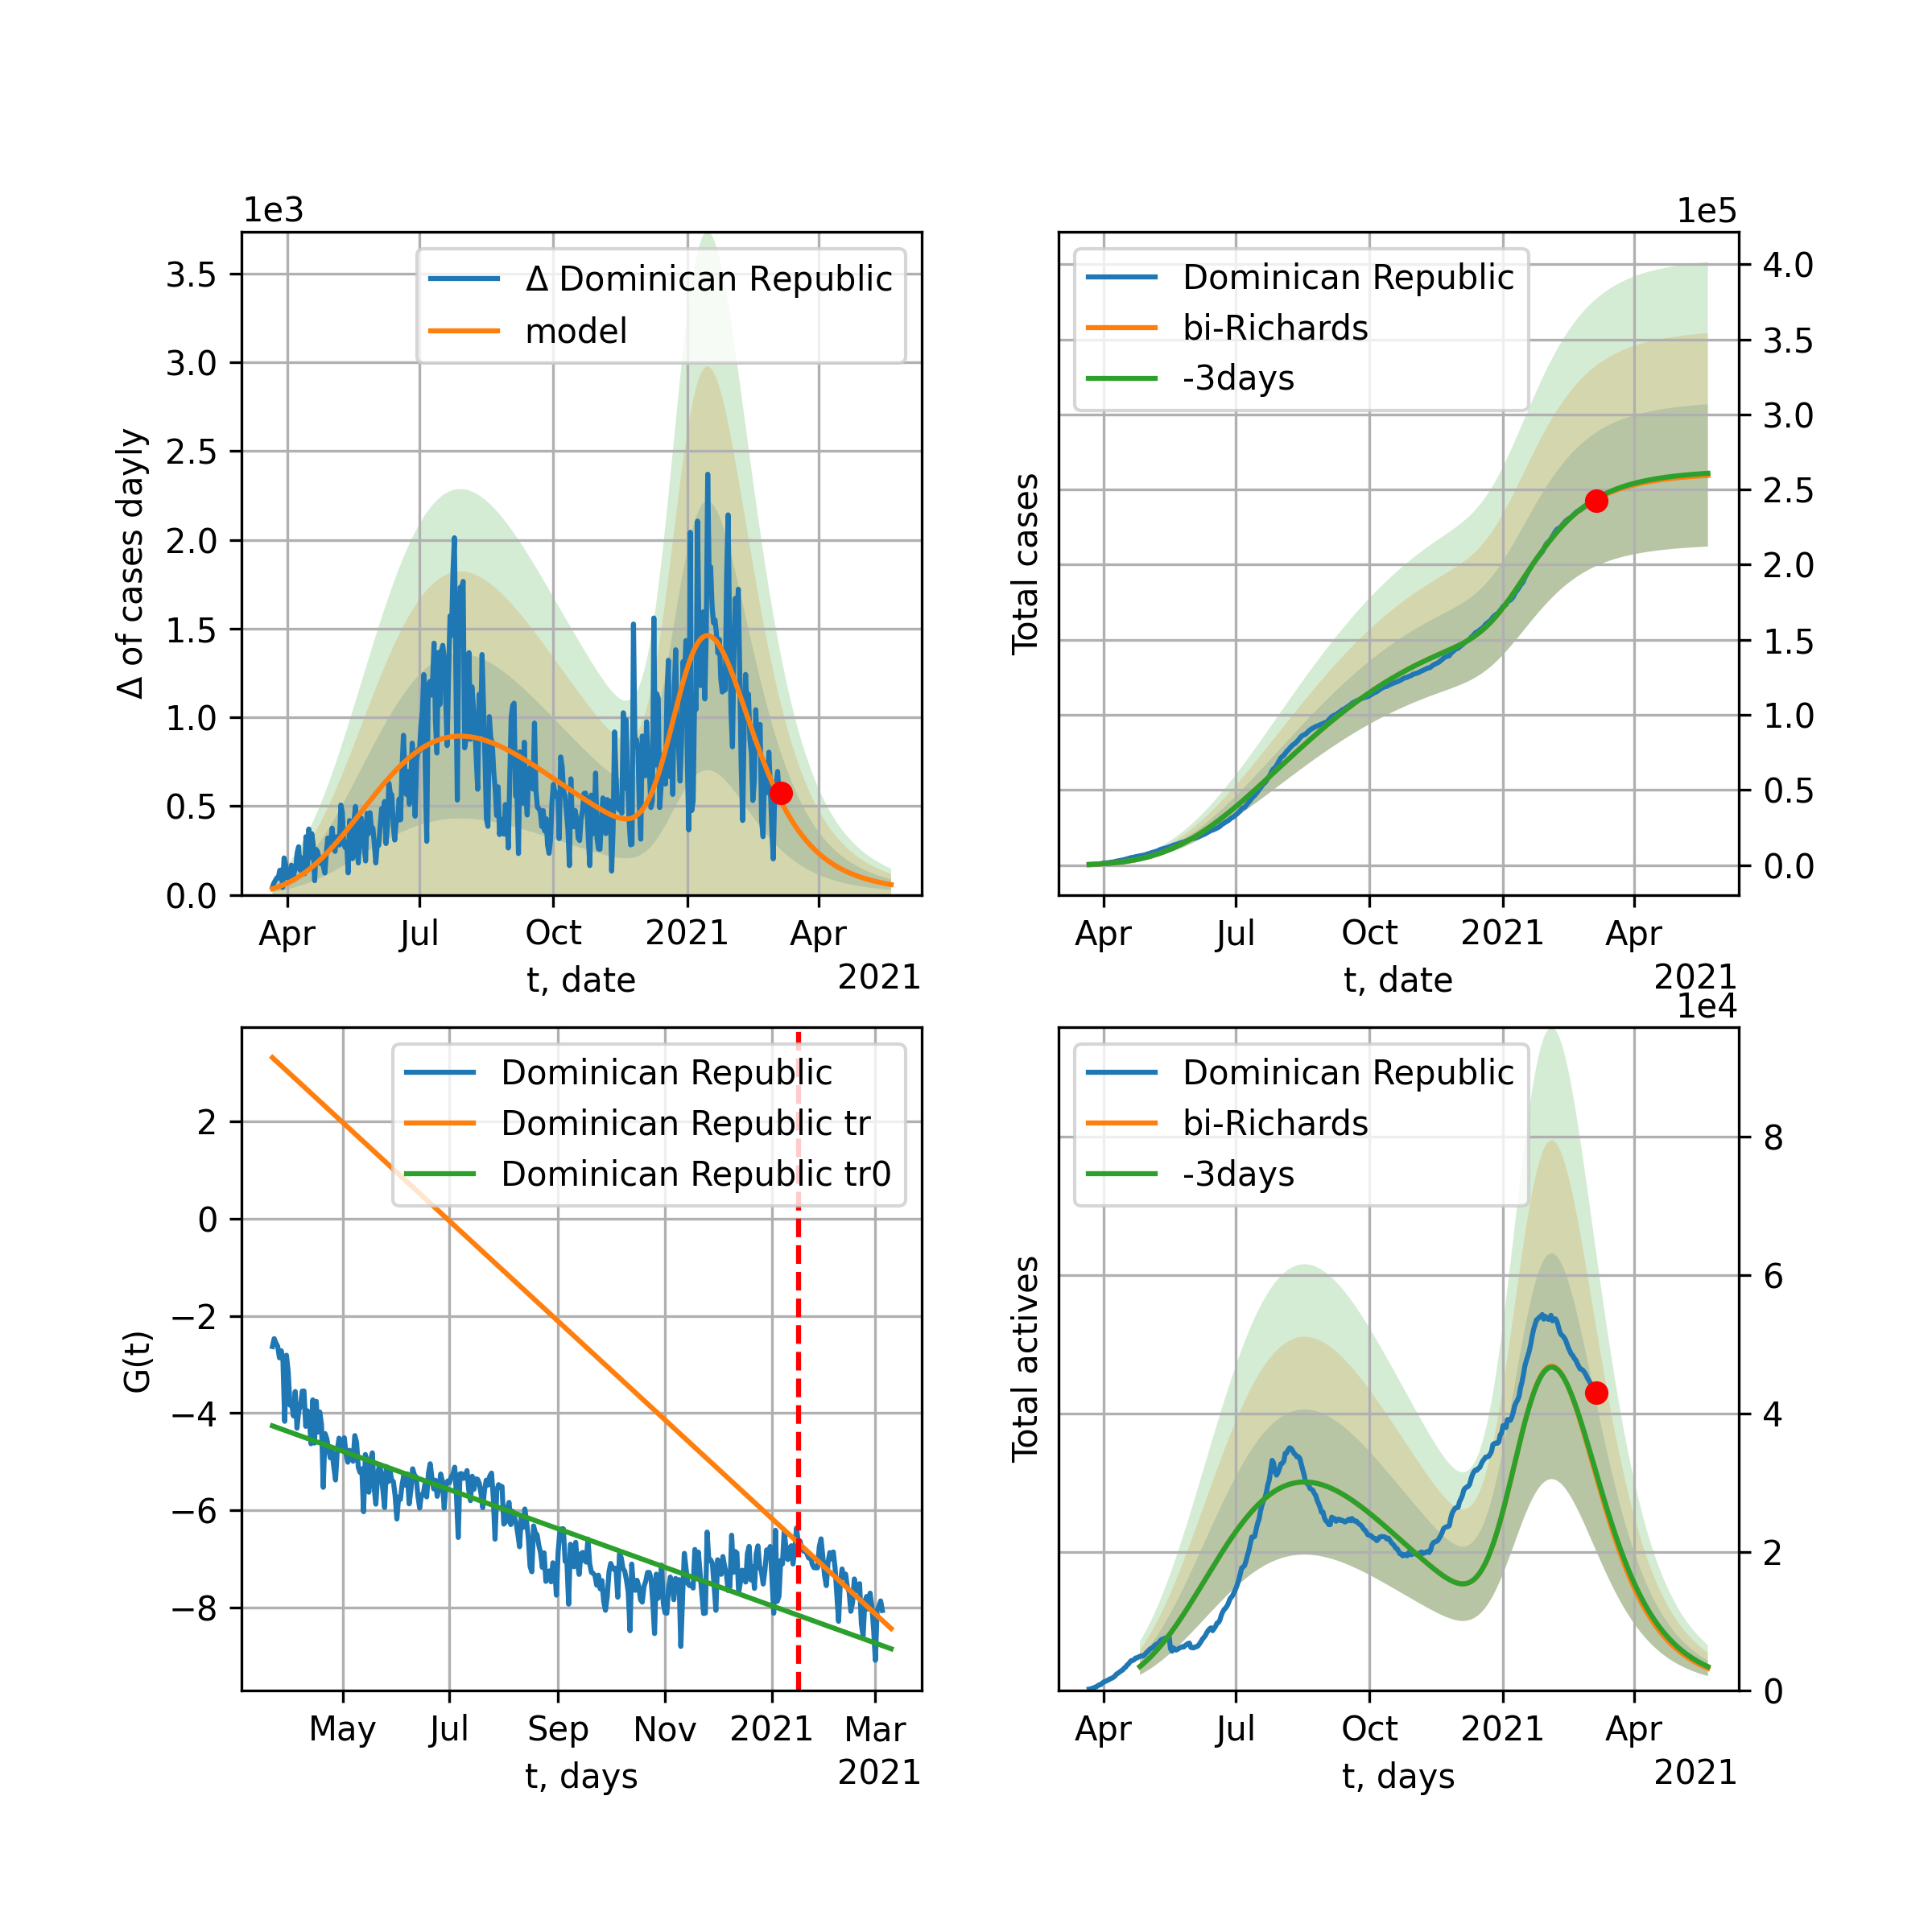 1e3
3.5
3.0
2.5
2.0
1.5
1.0
0.5
0.0
Δ of cases dayly
Δ Dominican Republic
model
Apr Jul Oct 2021 Apr
t, date
2021
1e5
Dominican Republic
bi-Richards
-3days
Total cases
4.0
3.5
3.0
2.5
2.0
1.5
1.0
0.5
0.0
Apr Jul Oct 2021 Apr
t, date
2021
G(t)
2
0
−2
−4
−6
−8
Dominican Republic
Dominican Republic tr
Dominican Republic tr0
May Jul Sep Nov 2021 Mar
t, days
2021
1e4
Dominican Republic
bi-Richards
-3days
Total actives
8
6
4
2
0
Apr Jul Oct 2021 Apr
t, days
2021